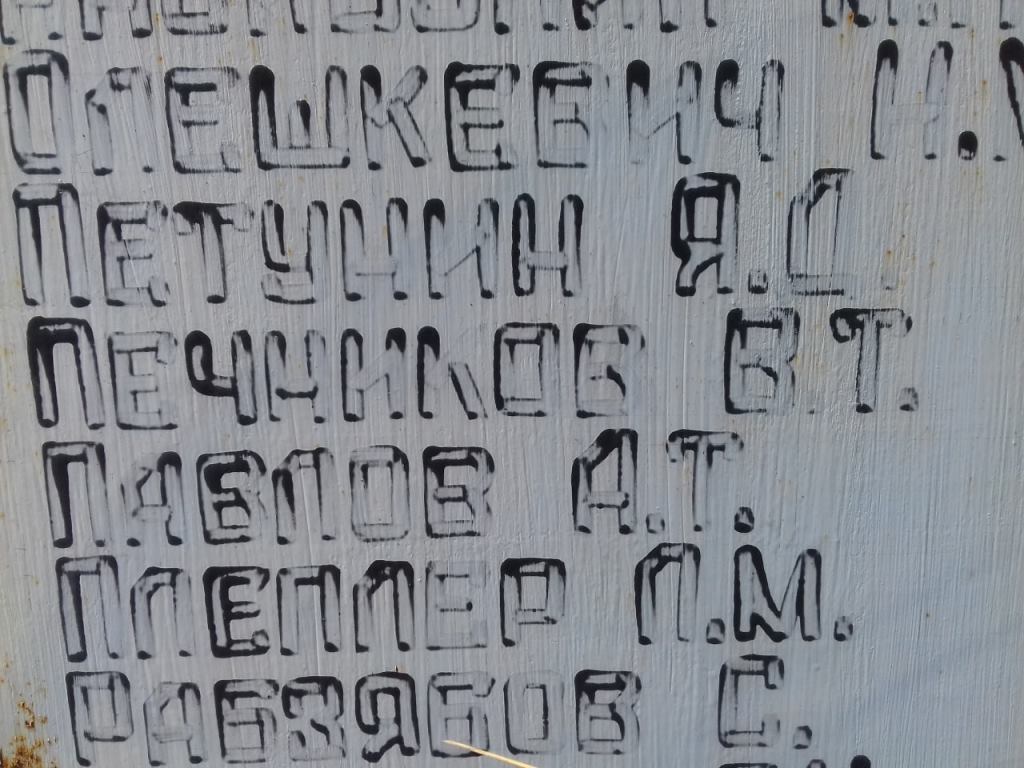 ОЛЕШКЕВИЧ Н.
ПЕТУНИН Я.Д.
ПЕЧНИКОВ В.Т.
ПАВЛОВ А.Т.
ПЛЕПЛЕР Л.М.
РАБЗЯБОВ С.